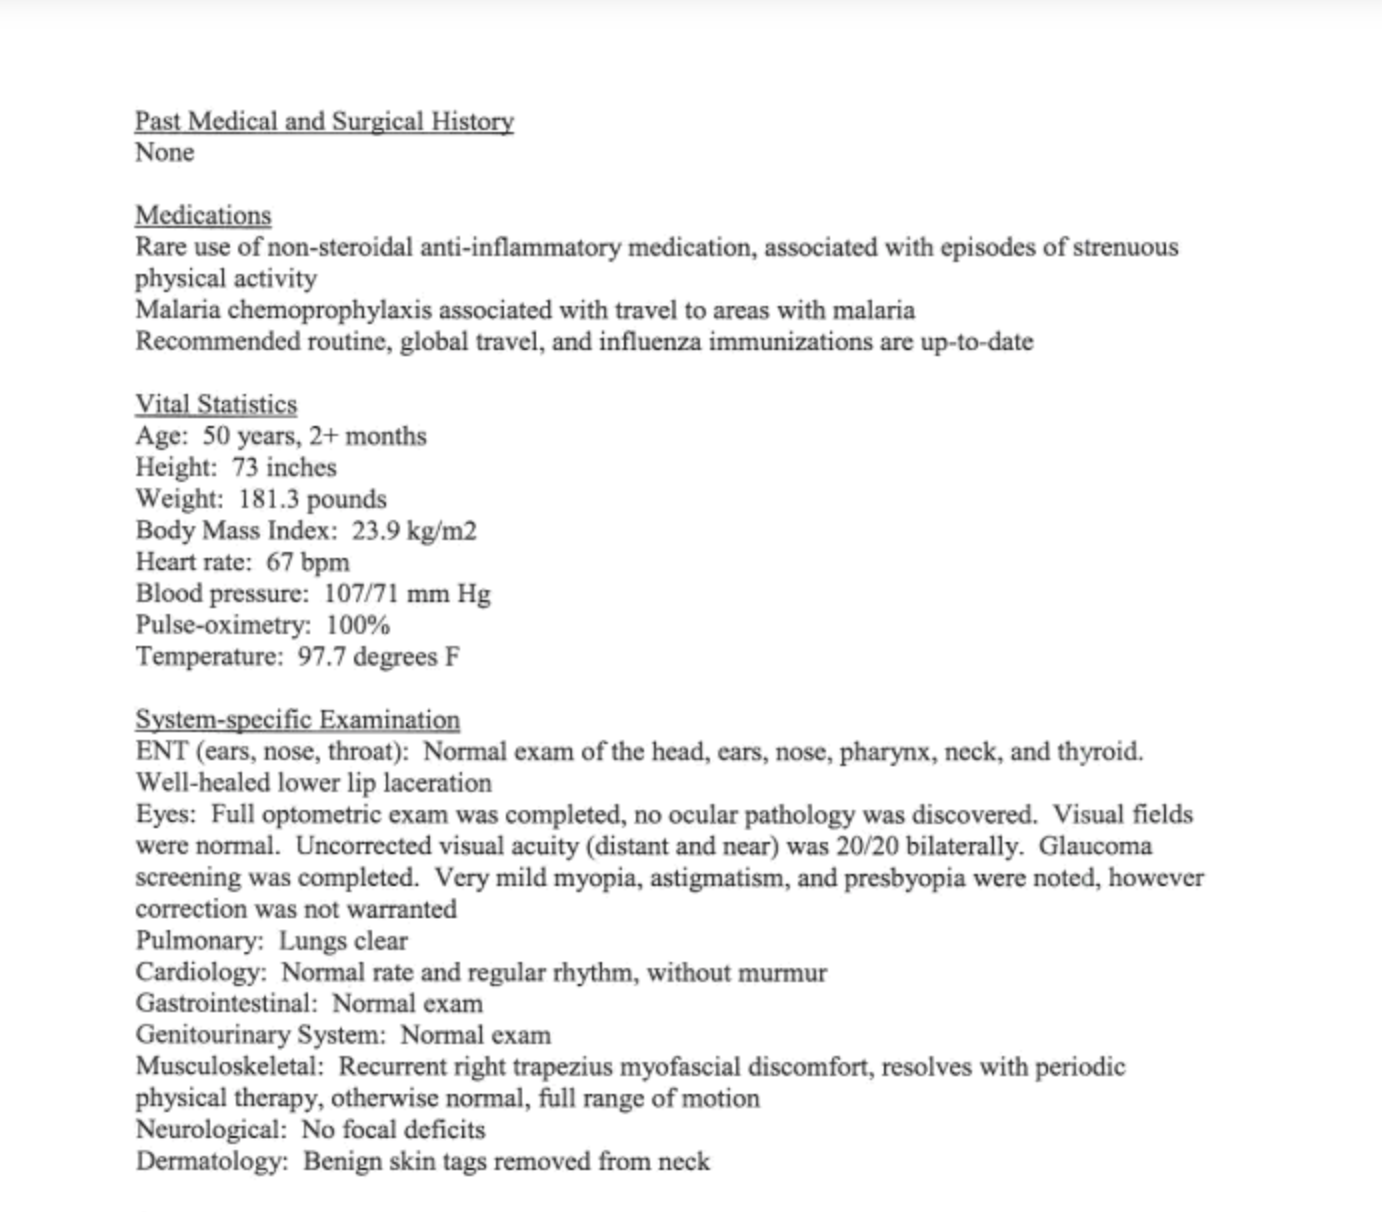 Past Medical and Surgical History
None
Medications
Rare use of non-steroidal anti-inflammatory medication, associated with episodes of strenuous
physical activity
Malaria chemoprophylaxis associated with travel to areas with malaria
Recommended routine, global travel, and influenza immunizations are up-to-date
Vital Statistics
Age: 50 years, 2+ months
Height: 73 inches
Weight: 181.3 pounds
Body Mass Index: 23.9 kg/m2
Heart rate: 67 bpm
Blood pressure: 107/71 mm Hg
Pulse-oximetry: 100%
Temperature: 97.7 degrees F
System-specific Examination
ENT (ears, nose, throat): Normal exam of the head, ears, nose, pharynx, neck, and thyroid.
Well-healed lower lip laceration
Eyes: Full optometric exam was completed, no ocular pathology was discovered. Visual fields
were normal. Uncorrected visual acuity (distant and near) was 20/20 bilaterally. Glaucoma
screening was completed. Very mild myopia, astigmatism, and presbyopia were noted, however
correction was not warranted
Pulmonary: Lungs clear
Cardiology: Normal rate and regular rhythm, without murmur
Gastrointestinal: Normal exam
Genitourinary System: Normal exam
Musculoskeletal: Recurrent right trapezius myofascial discomfort, resolves with periodic
physical therapy, otherwise normal, full range of motion
Neurological: No focal deficits
Dermatology: Benign skin tags removed from neck